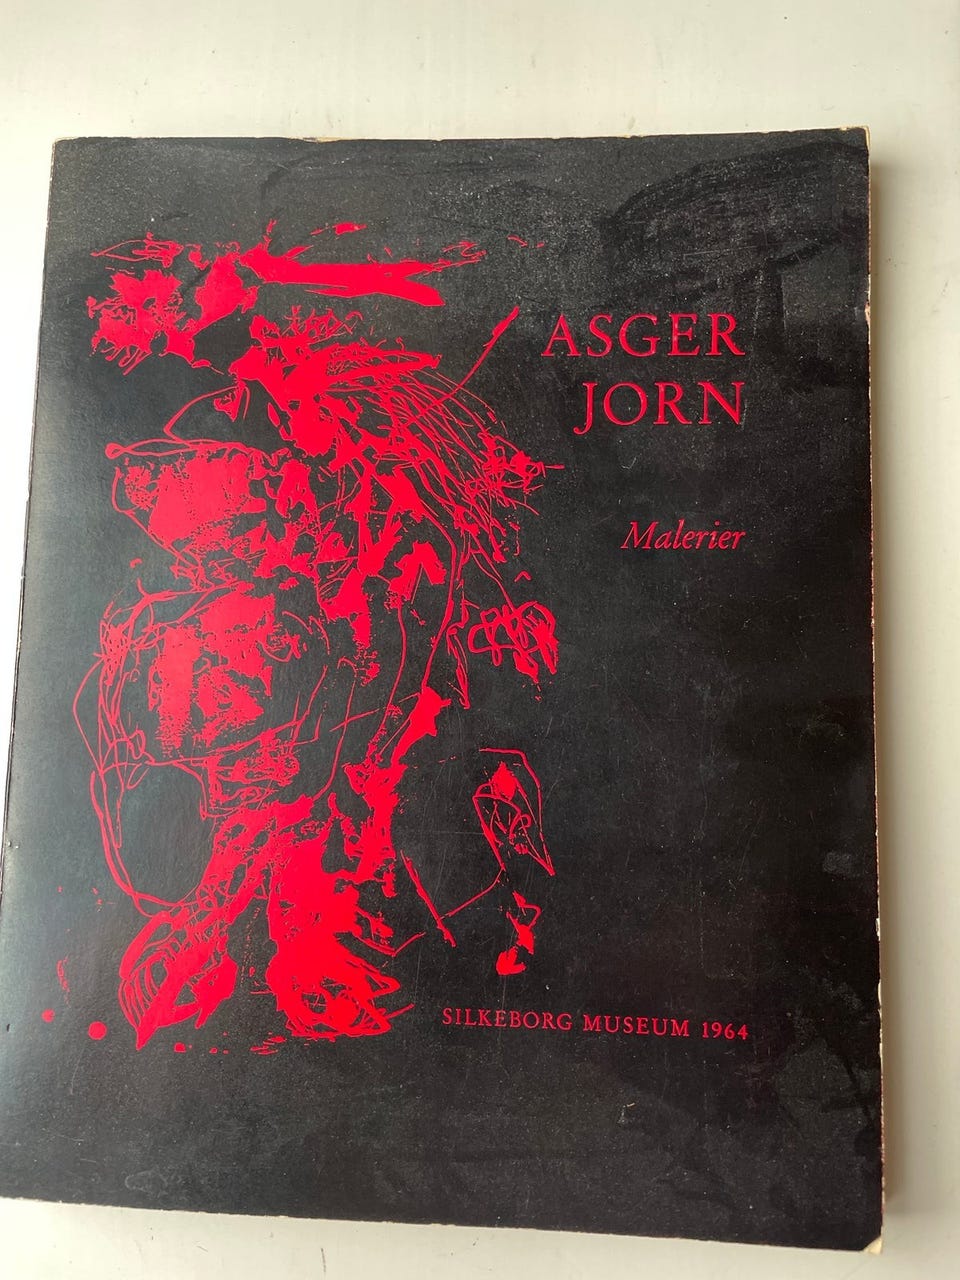 ASGER
JORN
Malerier
SILKEBORG MUSEUM 1964